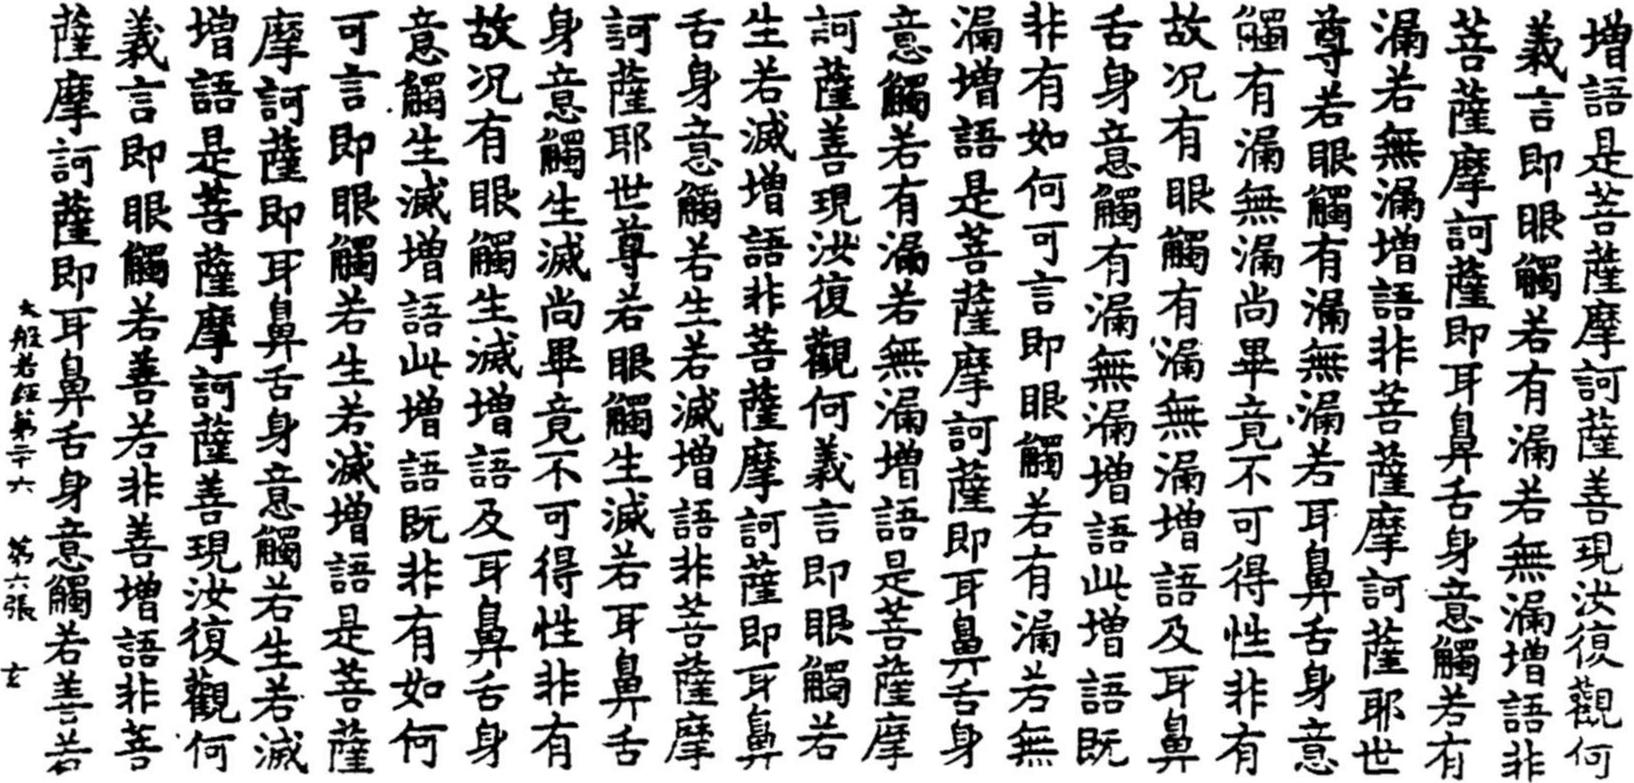 增語是菩薩摩訶薩善現汝復觀何
義言即眼觸若有漏若無漏增語非
菩薩摩訶薩即耳鼻舌身意觸若有
漏若無漏增語非菩薩摩訶薩耶世
尊若眼觸有漏無漏若耳鼻舌身意
觸有漏無漏尚畢竟不可得性非有
故况有眼觸有漏無漏增語及耳鼻
舌身意觸有漏無漏增語此增語既
非有如何可言即眼觸若有漏若無
漏增語是菩薩摩訶薩即耳鼻舌身
意觸若有漏若無漏增語是菩薩摩
訶薩善現汝復觀何義言即眼觸若
生若滅增語非菩薩摩訶薩即耳鼻
舌身意觸若生若滅增語非菩薩摩
訶薩耶世尊若眼觸生滅若耳鼻舌
身意觸生滅尚畢竟不可得性非有
故况有眼觸生滅增語及耳鼻舌身
意觸生滅增語此增語既非有如何
可言即眼觸若生若滅增語是菩薩
摩訶薩即耳鼻舌身意觸若生若滅
增語是菩薩摩訶薩善現汝復觀何
義言即眼觸若善若非善增語非菩
薩摩訶薩即耳鼻舌身意觸若善若
大般若經第三十六 第六張 玄